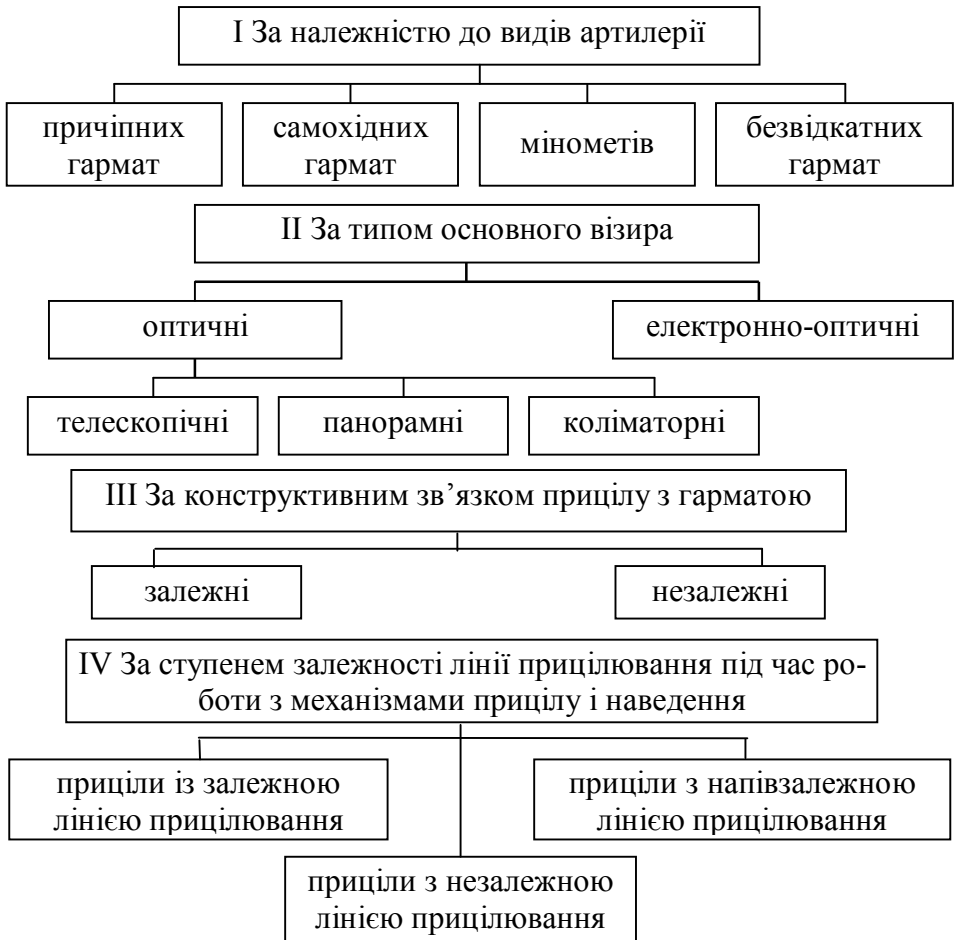 І За належністю до видів артилерії
причіпних гармат
самохідних гармат
мінометів
безвідкатних гармат
ІІ За типом основного візира
оптичні
електронно-оптичні
телескопічні
панорамні
коліматорні
ІІІ За конструктивним зв’язком прицілу з гарматою
залежні
незалежні
IV За ступенем залежності лінії прицілювання під час ро-
боти з механізмами прицілу і наведення
приціли із залежною
лінією прицілювання
приціли з напівзалежною
лінією прицілювання
приціли з незалежною
лінією прицілювання